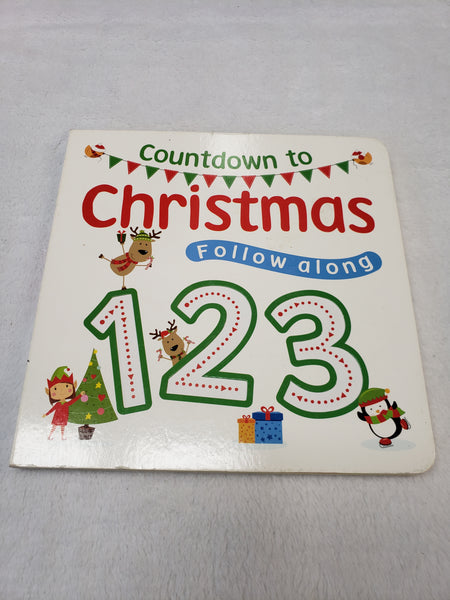 Countdown to
Christmas
Follow along
123